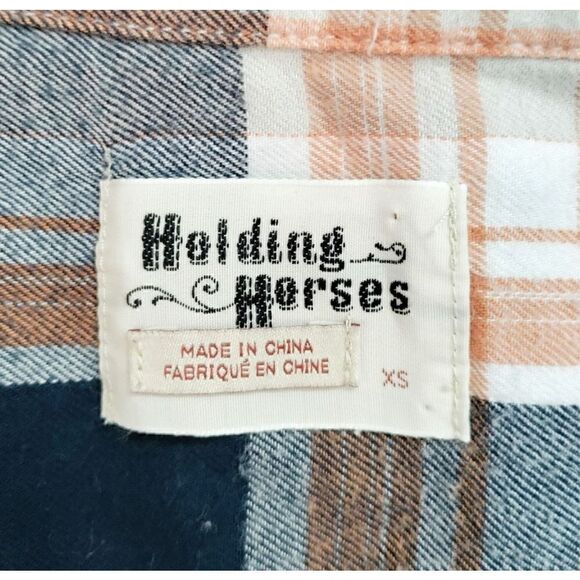 Holding
Horses
MADE IN CHINA
FABRIQUÉ EN CHINE
XS